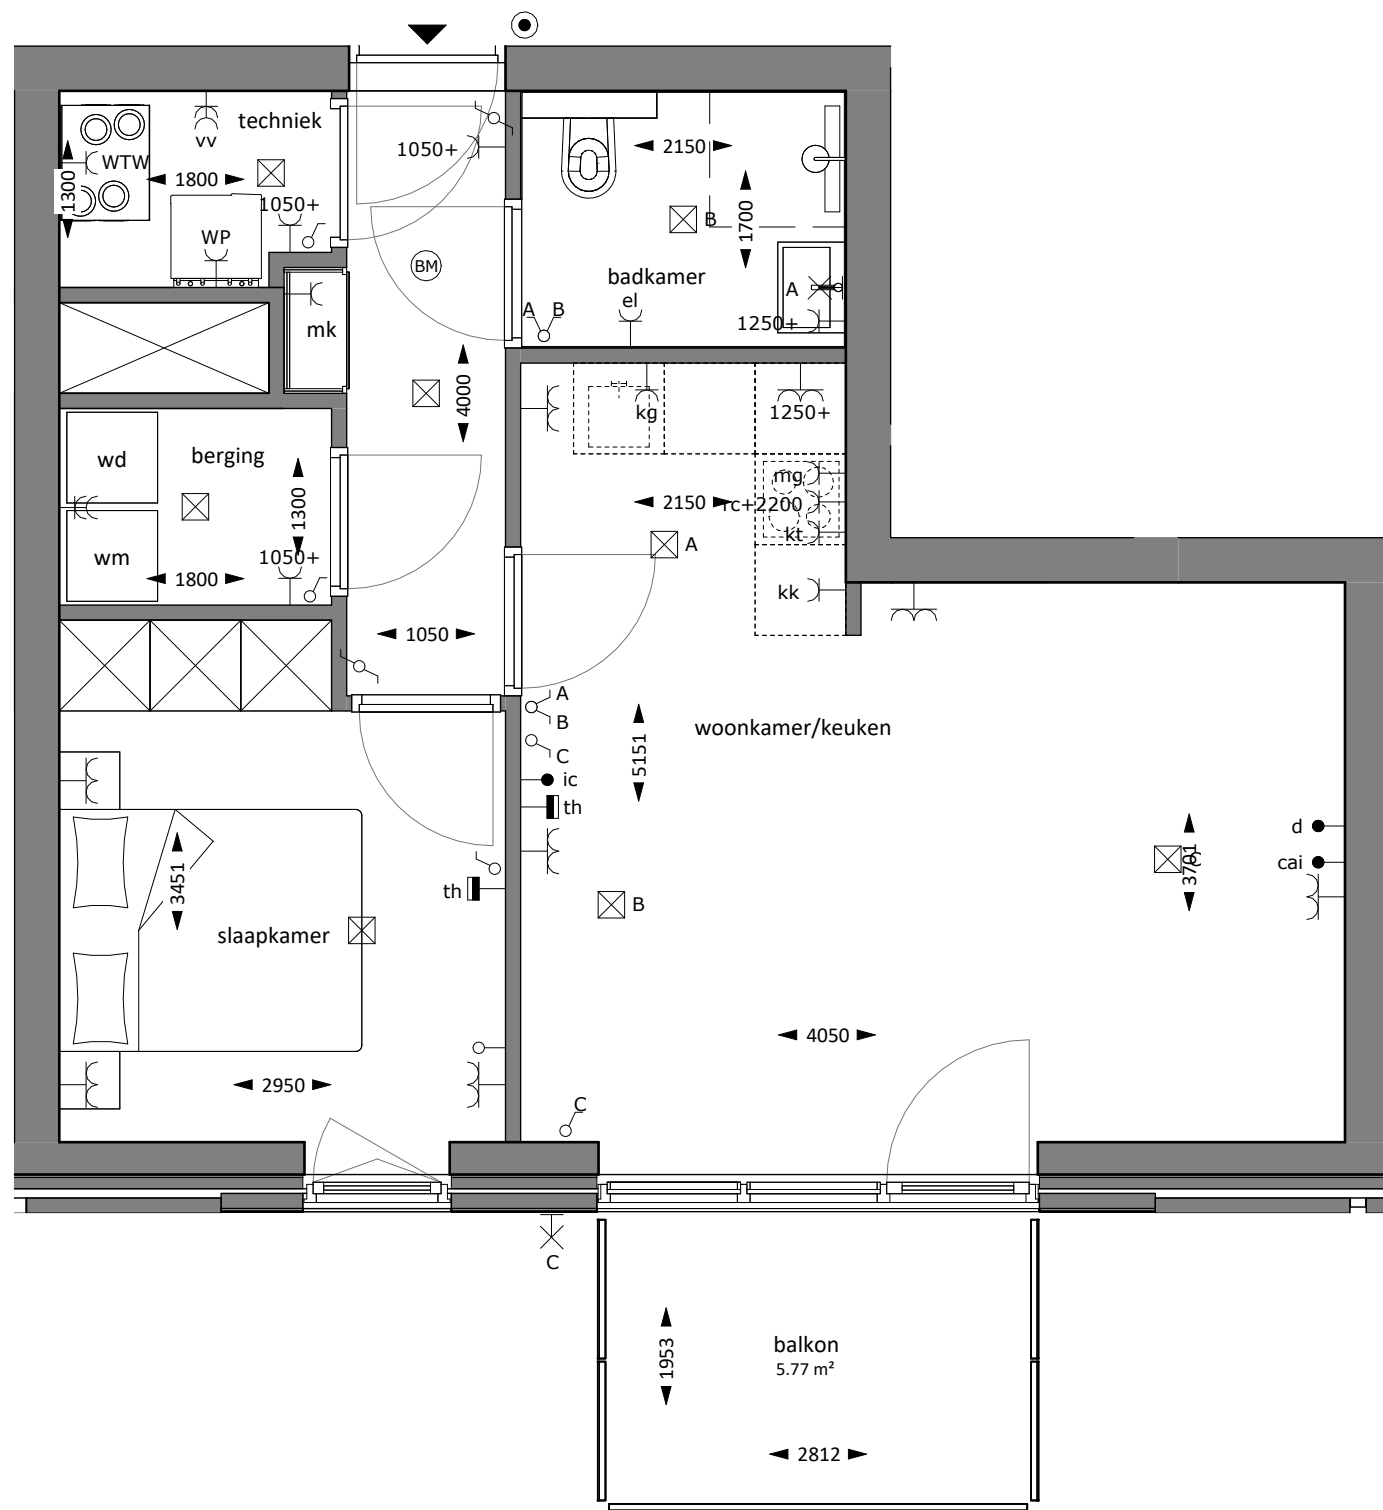 techniek
vv
WTW
1300
1800
1050+
WP
1050+
2150
1700
B
badkamer
el
A
1250+
A B
BM
mk
4000
kg
1250+
wd
berging
1300
mg
2150
rc+2200
kt
A
wm
1050+
1800
kk
1050
A
B
C
ic
th
woonkamer/keuken
5151
d
cai
3701
3451
th
B
slaapkamer
4050
2950
C
C
balkon
5.77 m²
1953
2812